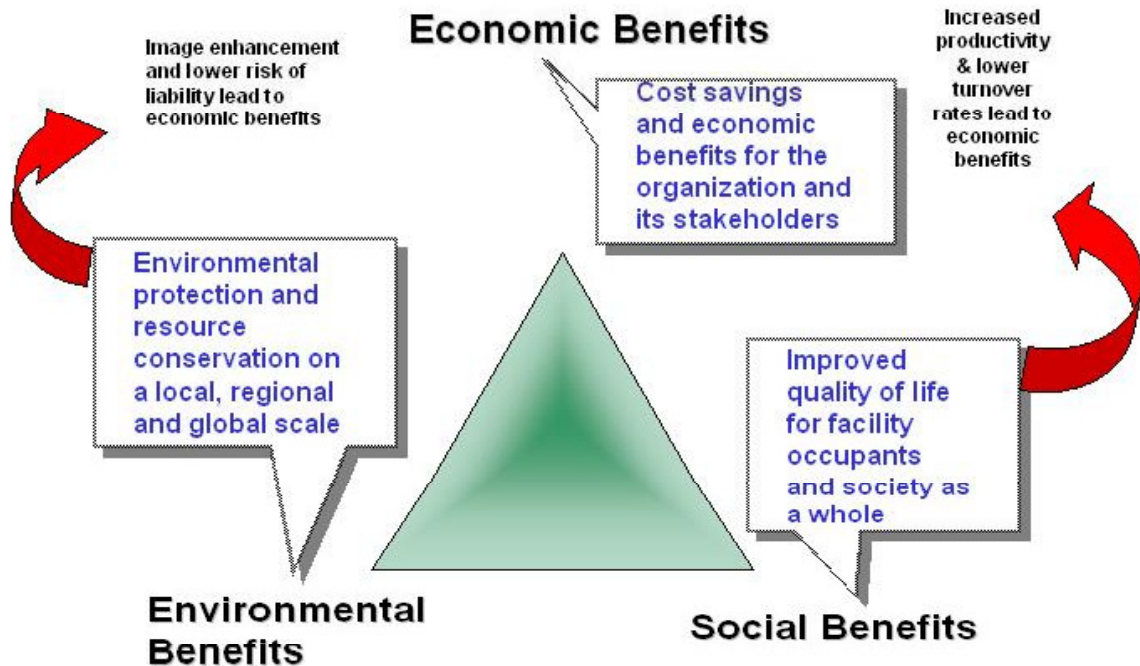 Economic Benefits
Image enhancement
and lower risk of
liability lead to
economic benefits
Increased
productivity
& lower
turnover
rates lead to
economic
benefits
Cost savings
and economic
benefits for the
organization and
its stakeholders
Environmental
protection and
resource
conservation on
a local, regional
and global scale
Improved
quality of life
for facility
occupants
and society as
a whole
Environmental
Benefits
Social Benefits